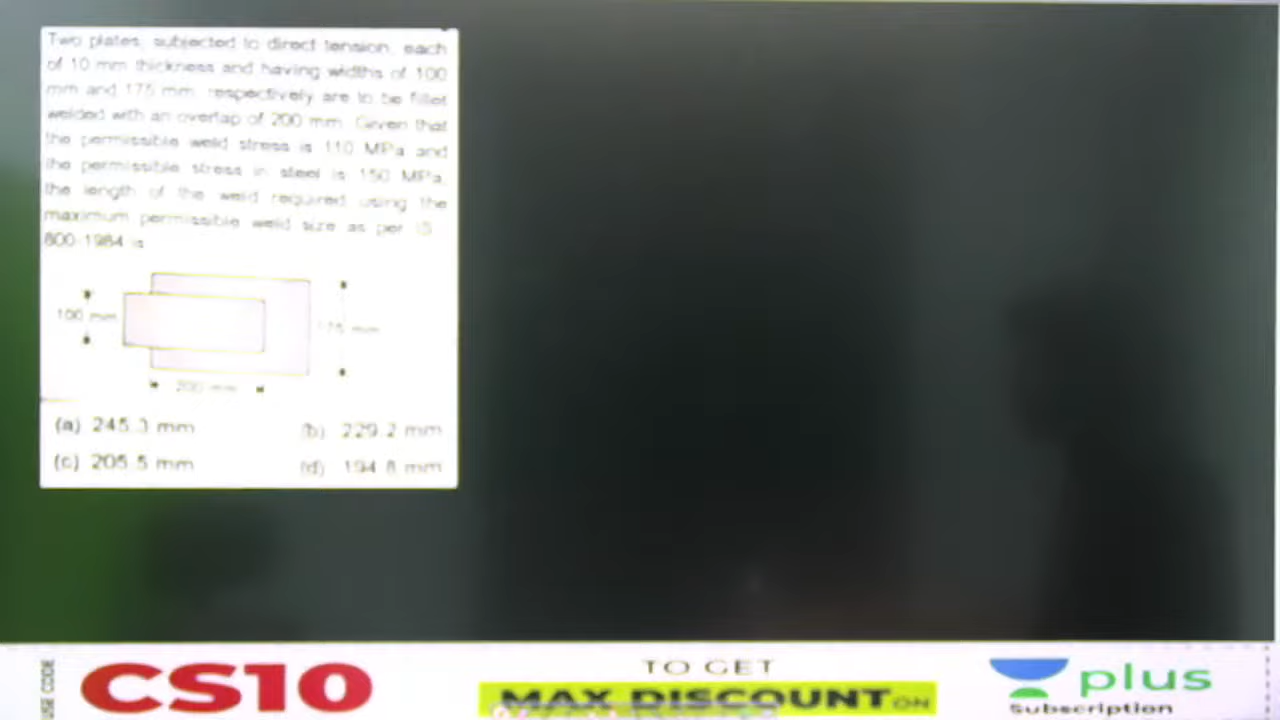 Two plates, subjected to direct tension, each
of 10 mm thickness and having widths of 100
mm and 175 mm, respectively are to be fillet
welded with an overlap of 200 mm. Given that
the permissible weld stress is 110 MPa and
the permissible stress in steel is 150 MPa,
the length of the weld required using the
maximum permissible weld size as per IS :
800-1984 is
100 mm
175 mm
200 mm
(a) 245.3 mm
(b) 229.2 mm
(c) 205.5 mm
(d) 194.8 mm
USE CODE
CS10
TO GET
MAX DISCOUNT ON
plus
Subscription